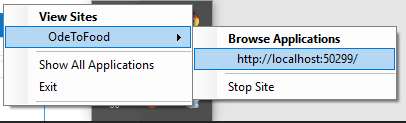 View Sites
OdeToFood
Show All Applications
Exit
Browse Applications
http://localhost:50299/
Stop Site